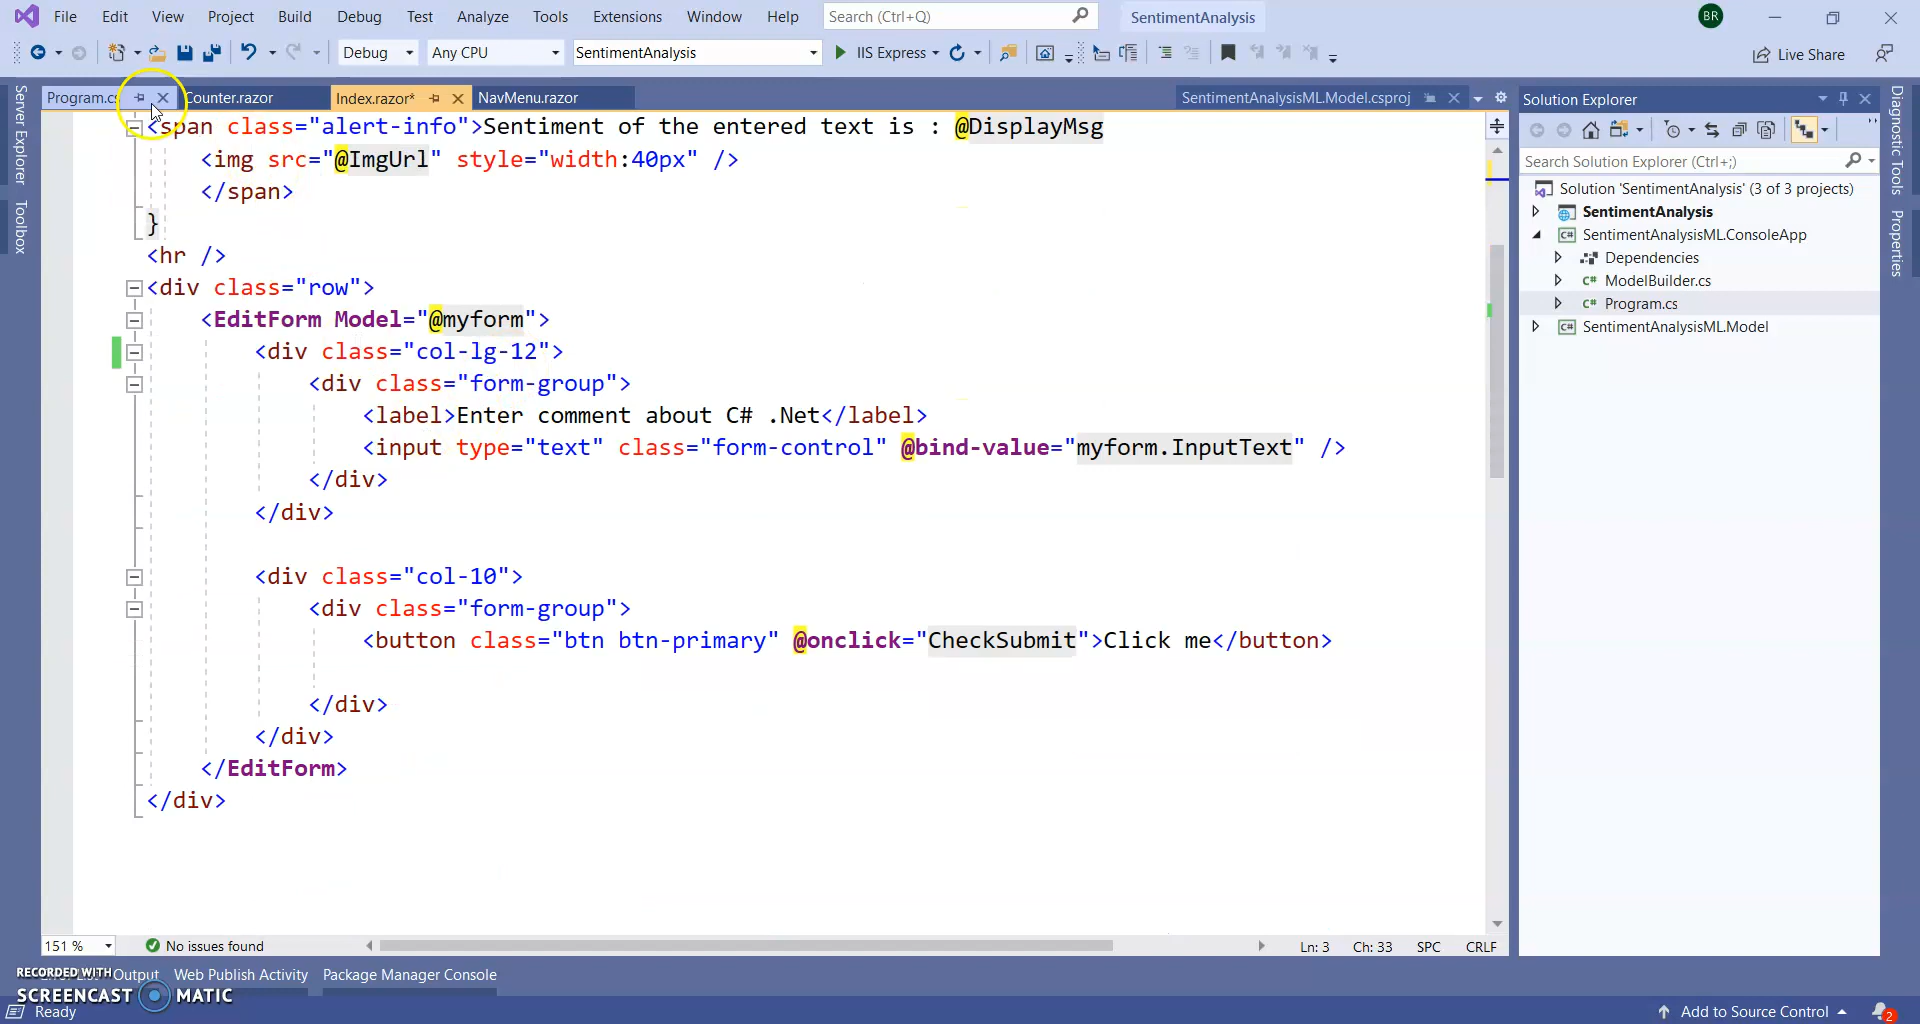 File Edit View Project Build Debug Test Analyze Tools Extensions Window Help Search (Ctrl+Q) SentimentAnalysis BR
Debug Any CPU SentimentAnalysis IIS Express Live Share
Program.cs Counter.razor Index.razor* NavMenu.razor SentimentAnalysisML.Model.csproj
Server Explorer
Toolbox
<span class="alert-info">Sentiment of the entered text is : @DisplayMsg
<img src="@ImgUrl" style="width:40px" />
</span>
}
<hr />
<div class="row">
<EditForm Model="@myform">
<div class="col-lg-12">
<div class="form-group">
<label>Enter comment about C# .Net</label>
<input type="text" class="form-control" @bind-value="myform.InputText" />
</div>
</div>
<div class="col-10">
<div class="form-group">
<button class="btn btn-primary" @onclick="CheckSubmit">Click me</button>
</div>
</div>
</EditForm>
</div>
151 % No issues found Ln: 3 Ch: 33 SPC CRLF
Solution Explorer
Search Solution Explorer (Ctrl+;)
Solution 'SentimentAnalysis' (3 of 3 projects)
SentimentAnalysis
C# SentimentAnalysisML.ConsoleApp
Dependencies
C# ModelBuilder.cs
C# Program.cs
C# SentimentAnalysisML.Model
Diagnostic Tools
Properties
Output Web Publish Activity Package Manager Console
RECORDED WITH
SCREENCAST MATIC
Ready Add to Source Control 2